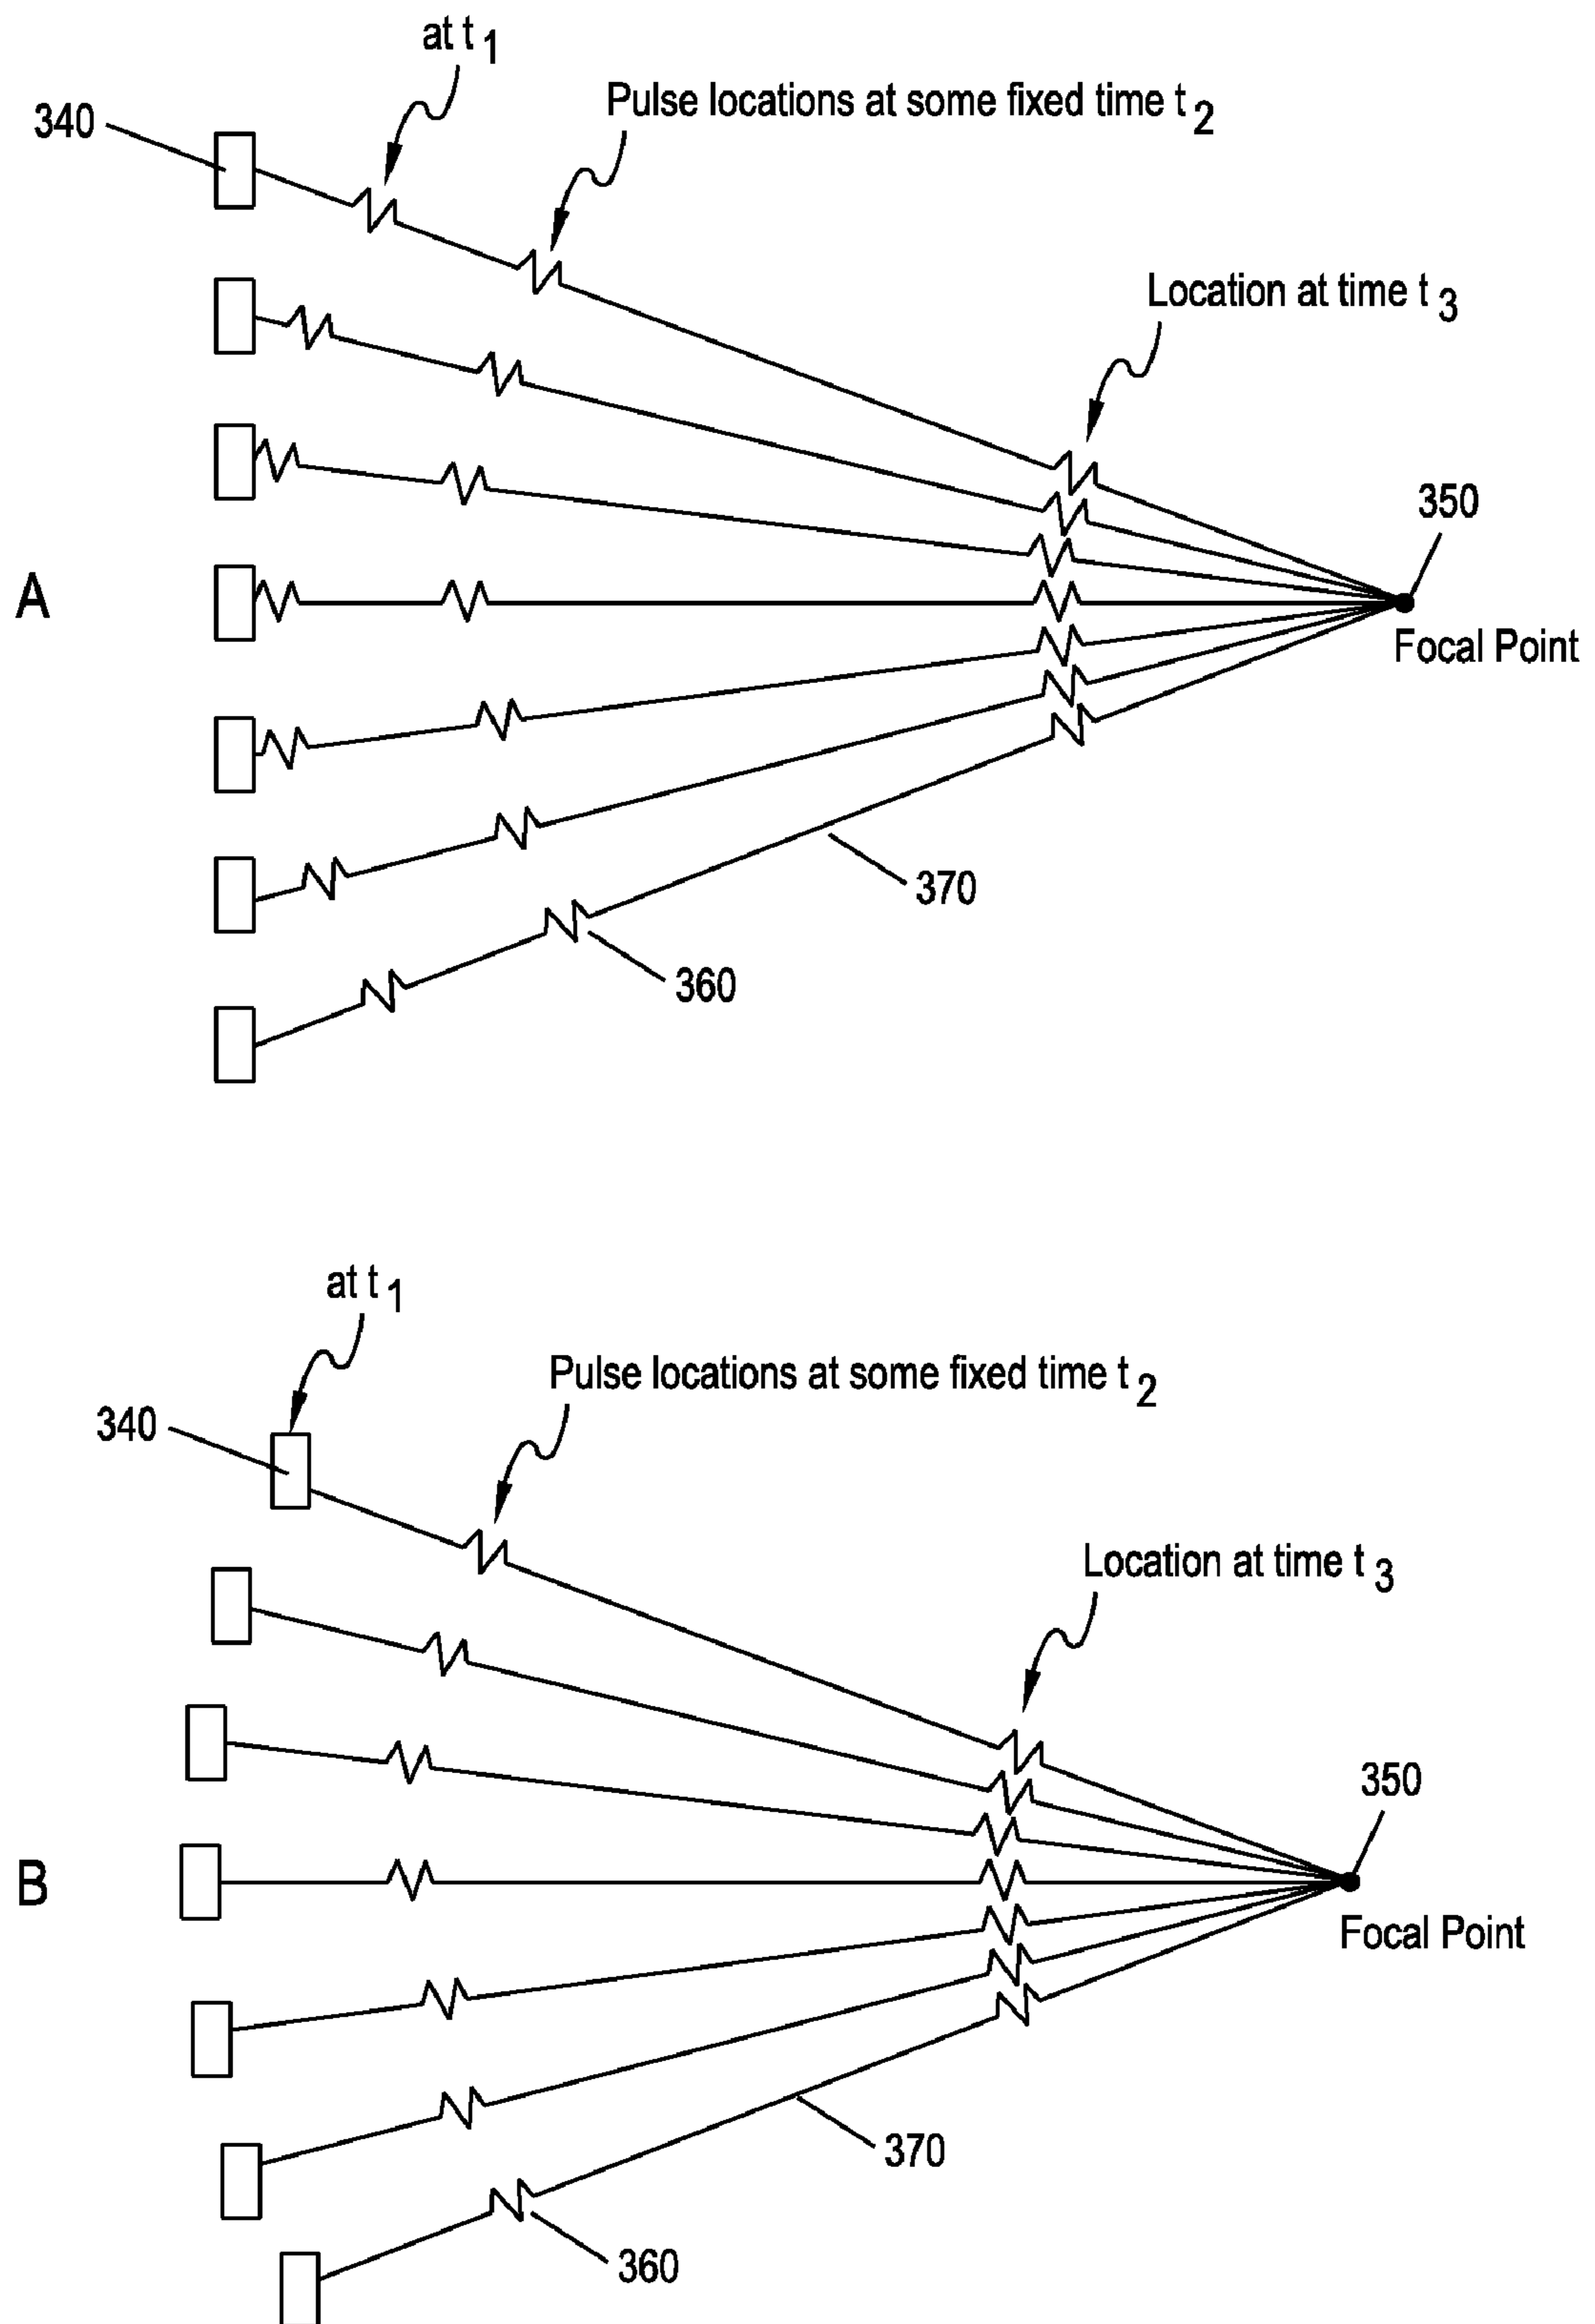 at t 1
Pulse locations at some fixed time t 2
340
Location at time t 3
350
A
Focal Point
370
360
at t 1
Pulse locations at some fixed time t 2
340
Location at time t 3
350
B
Focal Point
370
360